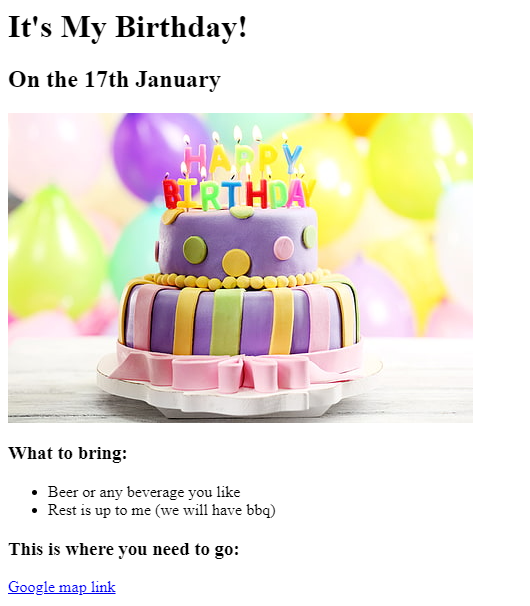 It's My Birthday!
On the 17th January
HAPPY
BIRTHDAY
What to bring:
Beer or any beverage you like
Rest is up to me (we will have bbq)
This is where you need to go:
Google map link